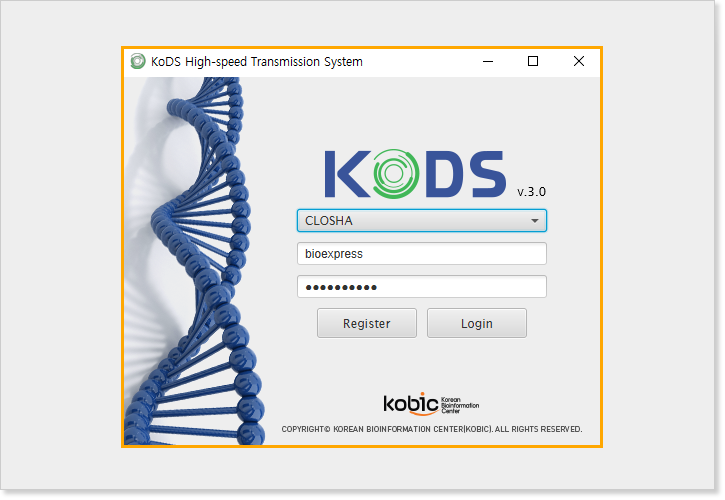 KoDS High-speed Transmission System
KODS v.3.0
CLOSHA
bioexpress
●●●●●●●●●●
Register Login
kobic Korean
Bioinformation
Center
COPYRIGHT© KOREAN BIOINFORMATION CENTER(KOBIC). ALL RIGHTS RESERVED.